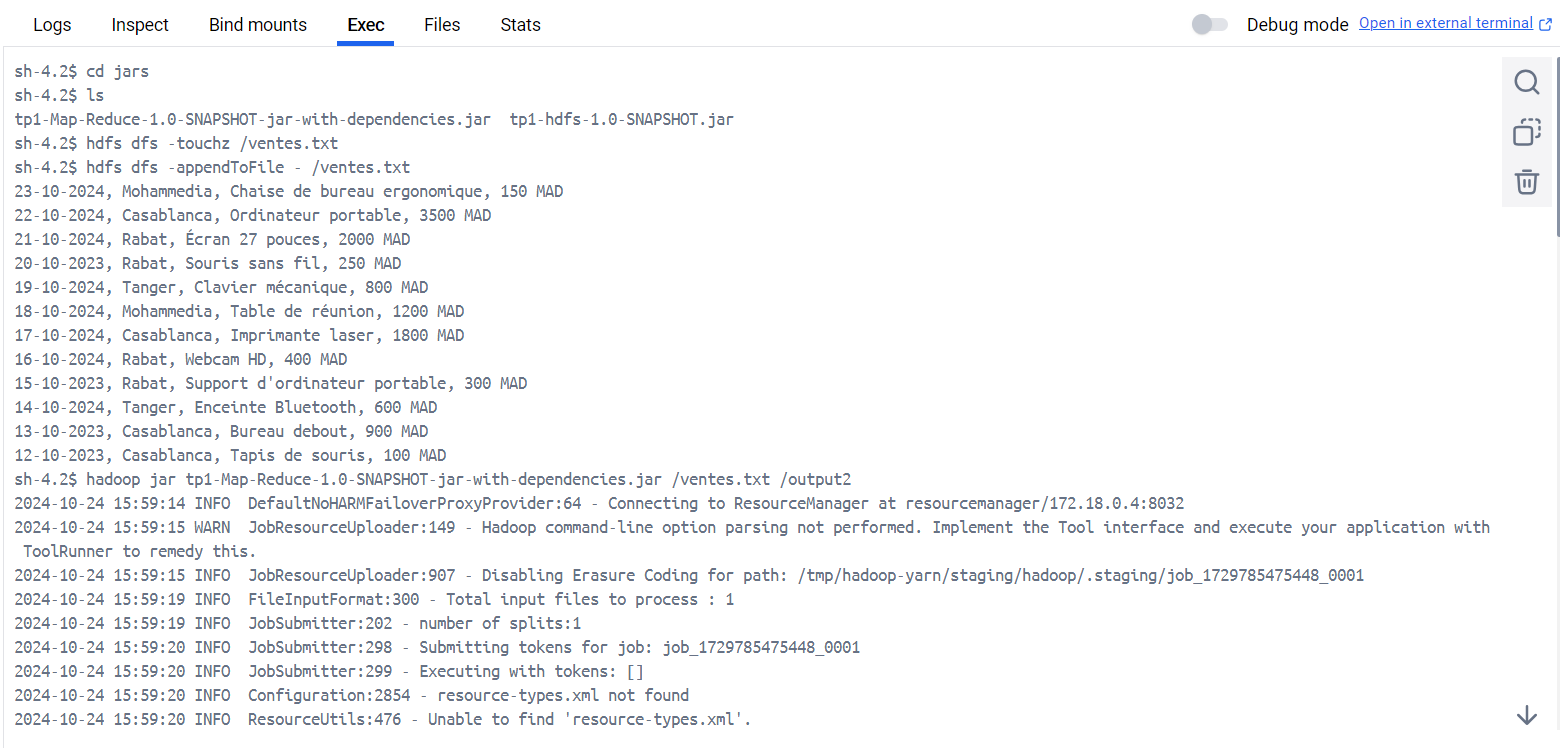 Logs Inspect Bind mounts Exec Files Stats Debug mode Open in external terminal
sh-4.2$ cd jars
sh-4.2$ ls
tp1-Map-Reduce-1.0-SNAPSHOT-jar-with-dependencies.jar  tp1-hdfs-1.0-SNAPSHOT.jar
sh-4.2$ hdfs dfs -touchz /ventes.txt
sh-4.2$ hdfs dfs -appendToFile - /ventes.txt
23-10-2024, Mohammedia, Chaise de bureau ergonomique, 150 MAD
22-10-2024, Casablanca, Ordinateur portable, 3500 MAD
21-10-2024, Rabat, Écran 27 pouces, 2000 MAD
20-10-2023, Rabat, Souris sans fil, 250 MAD
19-10-2024, Tanger, Clavier mécanique, 800 MAD
18-10-2024, Mohammedia, Table de réunion, 1200 MAD
17-10-2024, Casablanca, Imprimante laser, 1800 MAD
16-10-2024, Rabat, Webcam HD, 400 MAD
15-10-2023, Rabat, Support d'ordinateur portable, 300 MAD
14-10-2024, Tanger, Enceinte Bluetooth, 600 MAD
13-10-2023, Casablanca, Bureau debout, 900 MAD
12-10-2023, Casablanca, Tapis de souris, 100 MAD
sh-4.2$ hadoop jar tp1-Map-Reduce-1.0-SNAPSHOT-jar-with-dependencies.jar /ventes.txt /output2
2024-10-24 15:59:14 INFO  DefaultNoHARMFailoverProxyProvider:64 - Connecting to ResourceManager at resourcemanager/172.18.0.4:8032
2024-10-24 15:59:15 WARN  JobResourceUploader:149 - Hadoop command-line option parsing not performed. Implement the Tool interface and execute your application with
 ToolRunner to remedy this.
2024-10-24 15:59:15 INFO  JobResourceUploader:907 - Disabling Erasure Coding for path: /tmp/hadoop-yarn/staging/hadoop/.staging/job_1729785475448_0001
2024-10-24 15:59:19 INFO  FileInputFormat:300 - Total input files to process : 1
2024-10-24 15:59:19 INFO  JobSubmitter:202 - number of splits:1
2024-10-24 15:59:20 INFO  JobSubmitter:298 - Submitting tokens for job: job_1729785475448_0001
2024-10-24 15:59:20 INFO  JobSubmitter:299 - Executing with tokens: []
2024-10-24 15:59:20 INFO  Configuration:2854 - resource-types.xml not found
2024-10-24 15:59:20 INFO  ResourceUtils:476 - Unable to find 'resource-types.xml'.